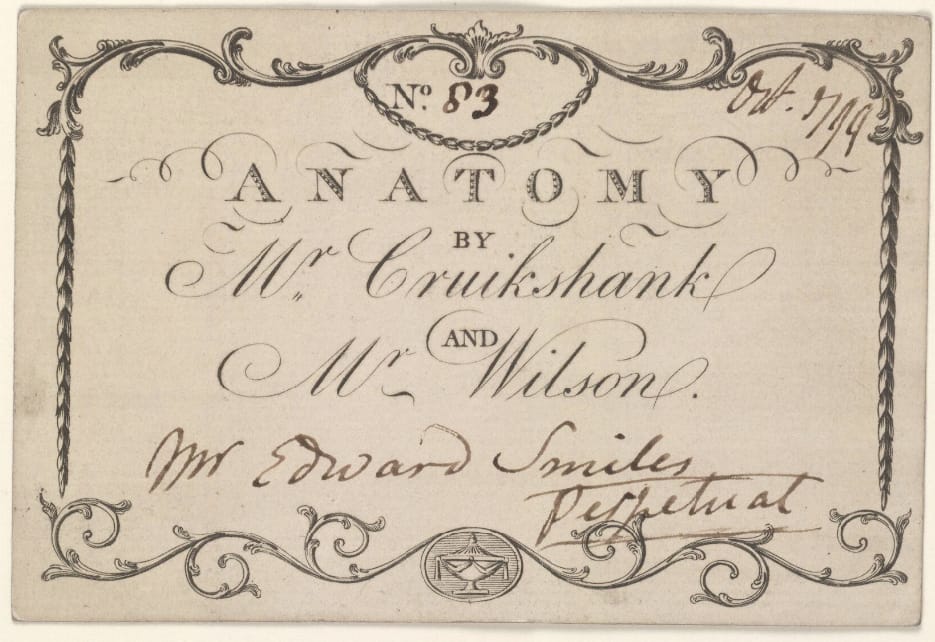 No. 83
Oct. 1799
ANATOMY
BY
Mr. Cruikshank
AND
Mr Wilson.
Mr Edward Smiles
Perpetual